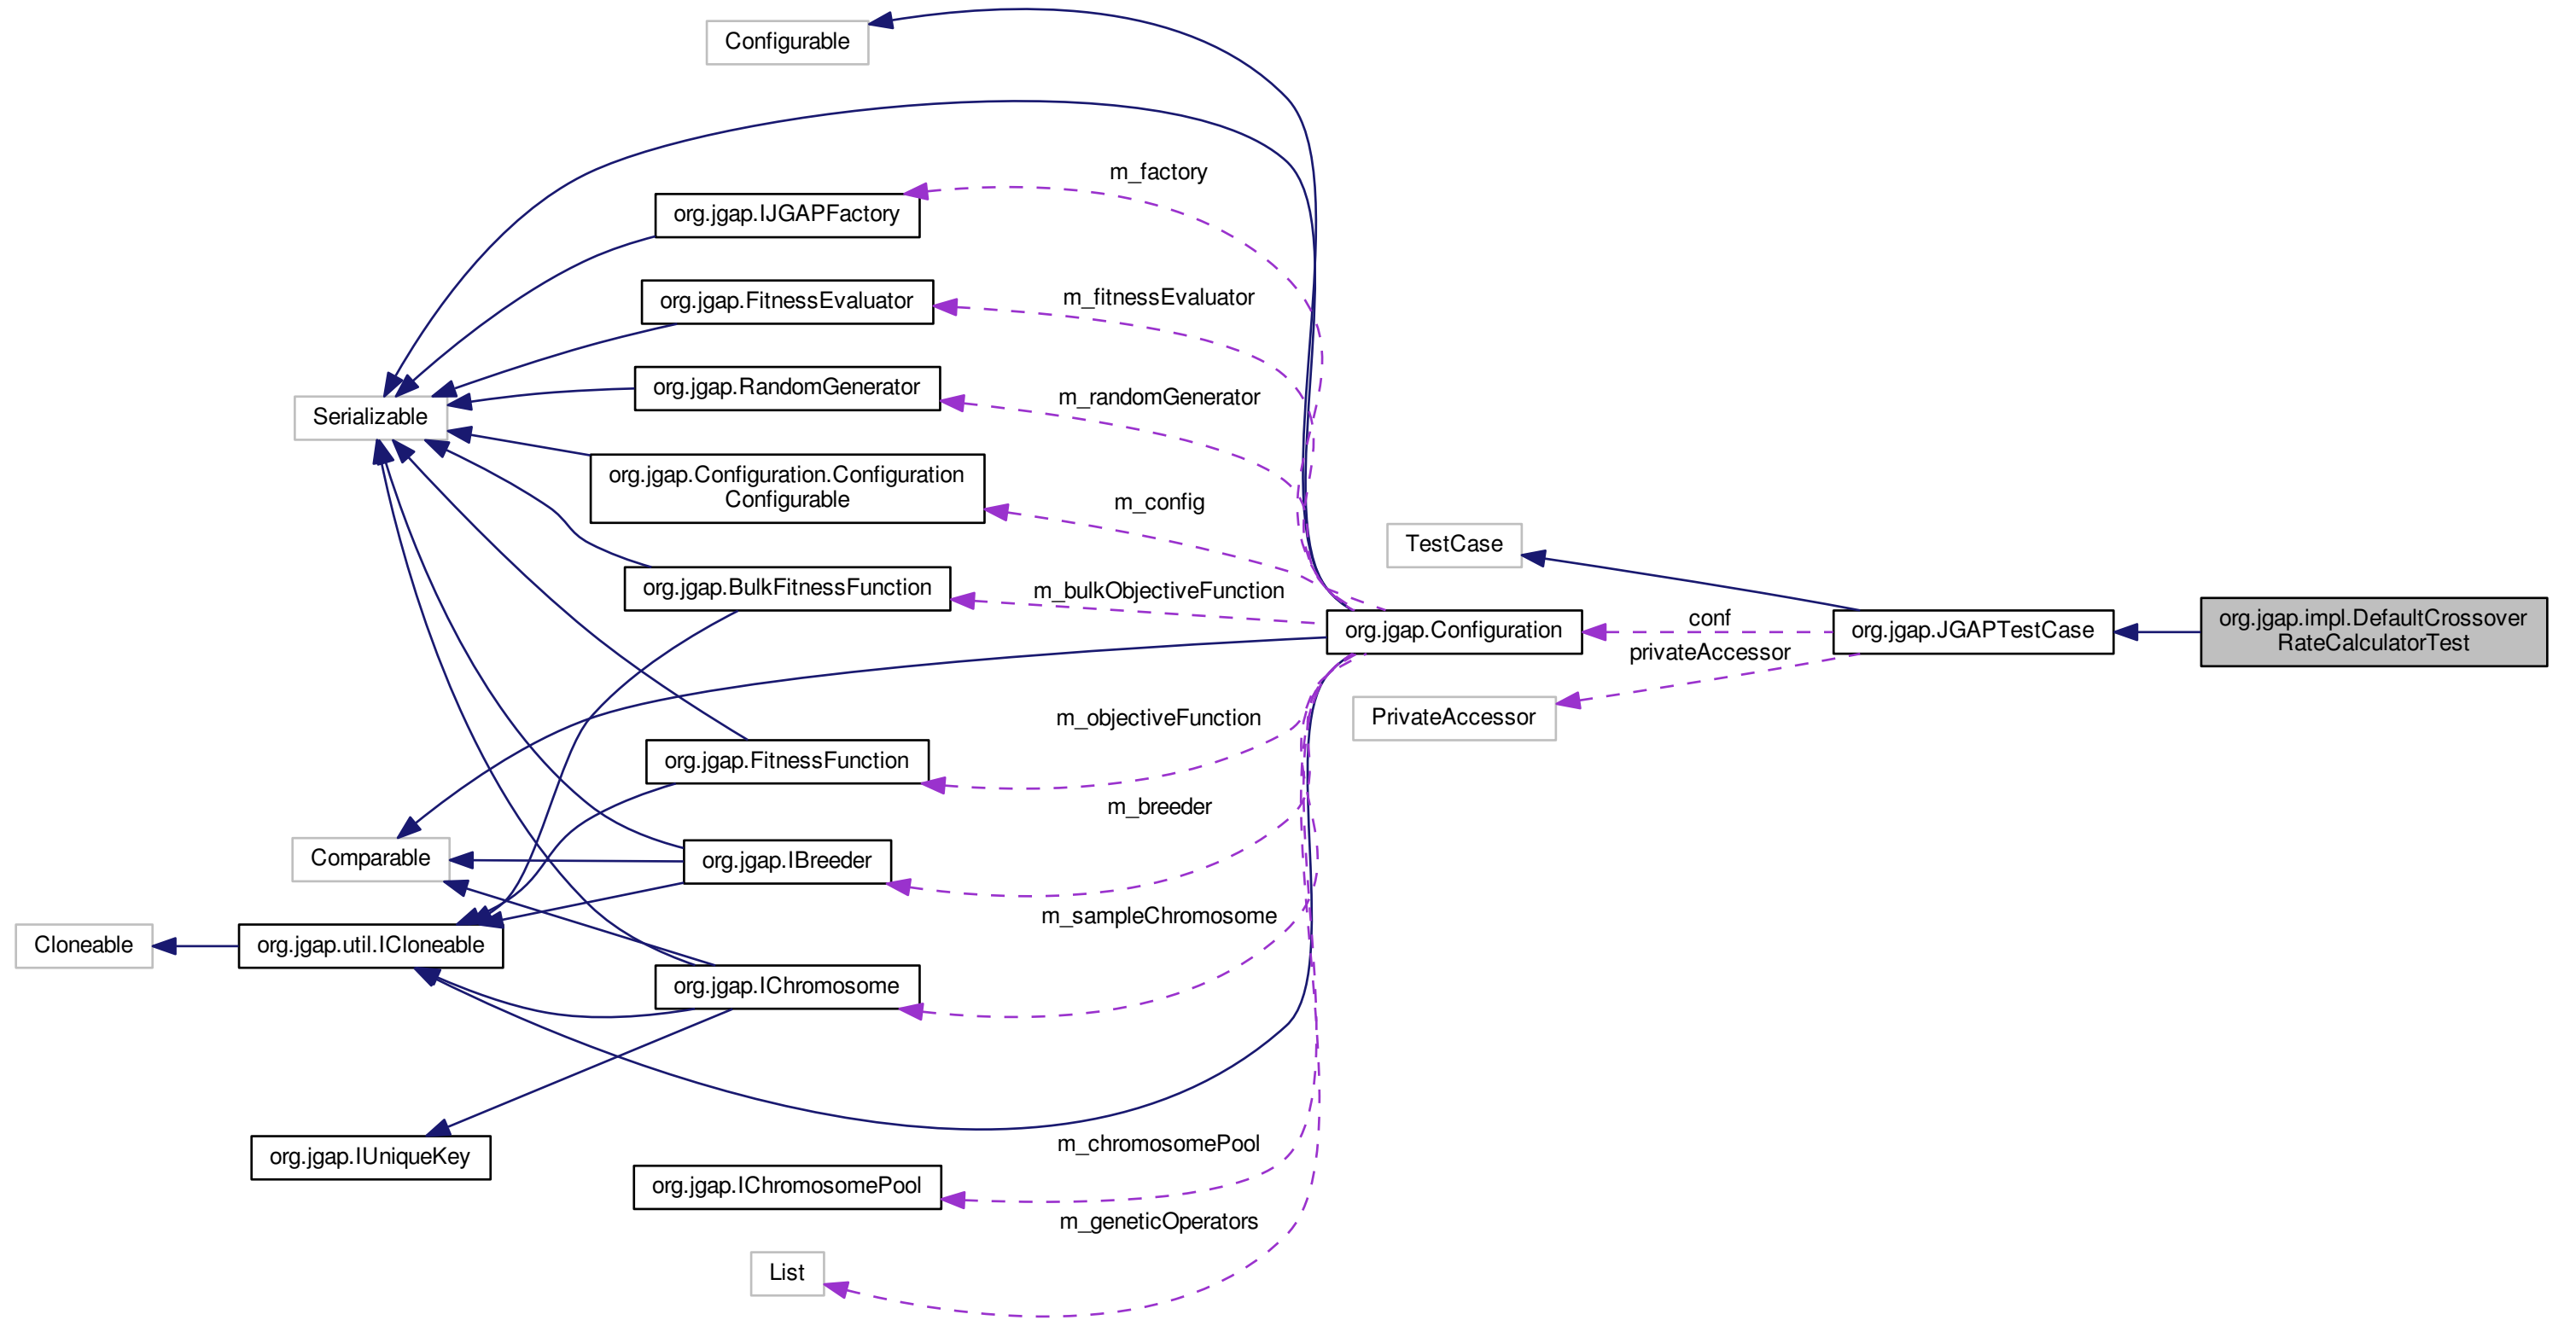 Configurable
m_factory
org.jgap.IJGAPFactory
m_fitnessEvaluator
org.jgap.FitnessEvaluator
m_randomGenerator
org.jgap.RandomGenerator
Serializable
org.jgap.Configuration.Configuration
Configurable
m_config
TestCase
org.jgap.BulkFitnessFunction
m_bulkObjectiveFunction
org.jgap.Configuration
conf
privateAccessor
org.jgap.JGAPTestCase
org.jgap.impl.DefaultCrossover
RateCalculatorTest
m_objectiveFunction
PrivateAccessor
org.jgap.FitnessFunction
m_breeder
Comparable
org.jgap.IBreeder
m_sampleChromosome
Cloneable
org.jgap.util.ICloneable
org.jgap.IChromosome
m_chromosomePool
org.jgap.IUniqueKey
org.jgap.IChromosomePool
m_geneticOperators
List